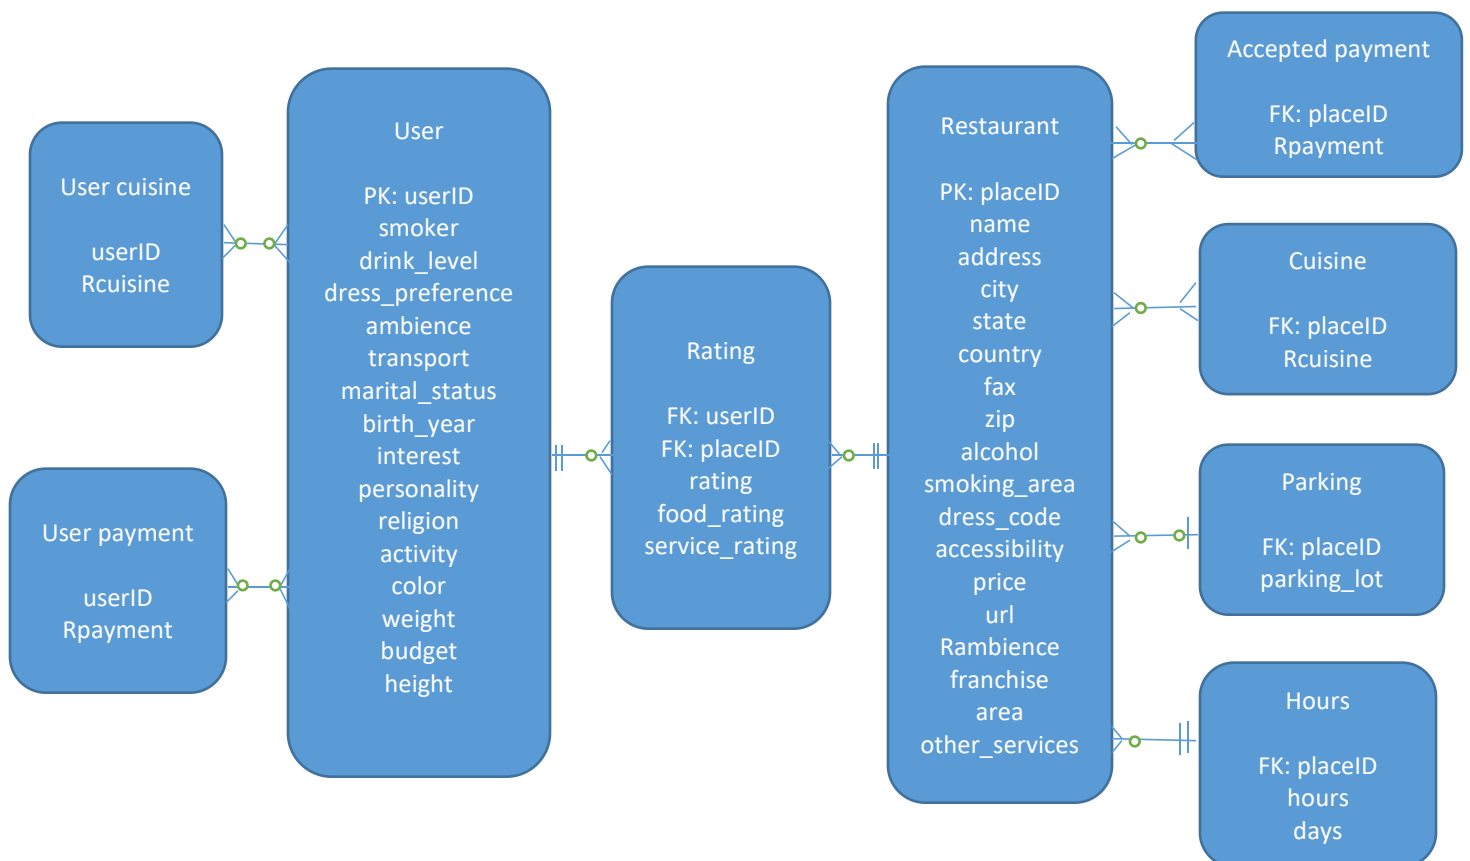 User cuisine
userID
Rcuisine
User payment
userID
Rpayment
User
PK: userID
smoker
drink_level
dress_preference
ambience
transport
marital_status
birth_year
interest
personality
religion
activity
color
weight
budget
height
Rating
FK: userID
FK: placeID
rating
food_rating
service_rating
Restaurant
PK: placeID
name
address
city
state
country
fax
zip
alcohol
smoking_area
dress_code
accessibility
price
url
Rambience
franchise
area
other_services
Accepted payment
FK: placeID
Rpayment
Cuisine
FK: placeID
Rcuisine
Parking
FK: placeID
parking_lot
Hours
FK: placeID
hours
days